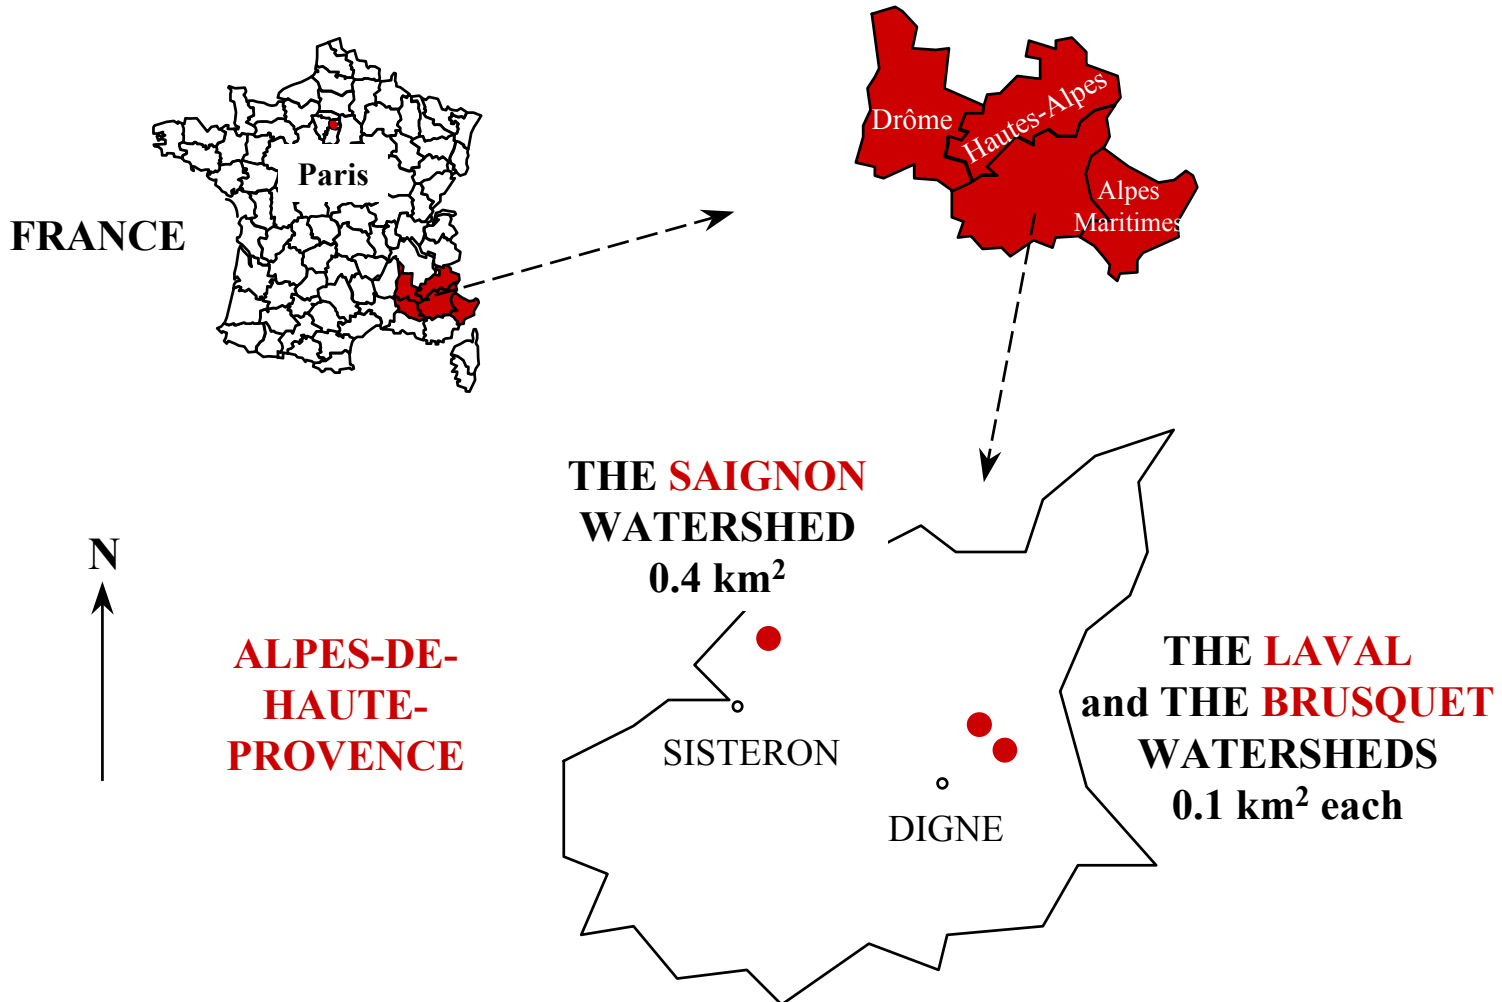 FRANCE
Paris
Drôme
Hautes-Alpes
Alpes
Maritimes
THE SAIGNON
WATERSHED
0.4 km²
N
ALPES-DE-
HAUTE-
PROVENCE
SISTERON
DIGNE
THE LAVAL
and THE BRUSQUET
WATERSHEDS
0.1 km² each